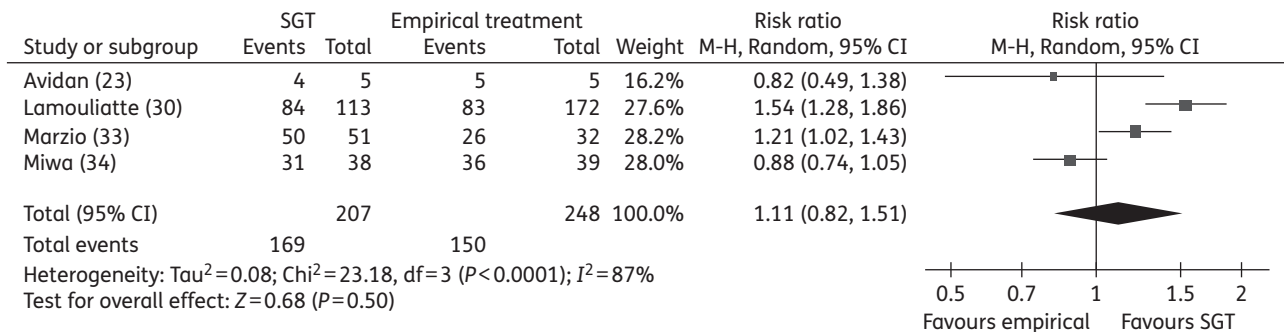 SGT Empirical treatment Risk ratio Risk ratio
Study or subgroup Events Total Events Total Weight M-H, Random, 95% CI M-H, Random, 95% CI
Avidan (23) 4 5 5 5 16.2% 0.82 (0.49, 1.38)
Lamouliatte (30) 84 113 83 172 27.6% 1.54 (1.28, 1.86)
Marzio (33) 50 51 26 32 28.2% 1.21 (1.02, 1.43)
Miwa (34) 31 38 36 39 28.0% 0.88 (0.74, 1.05)
Total (95% CI) 207 248 100.0% 1.11 (0.82, 1.51)
Total events 169 150
Heterogeneity: Tau²=0.08; Chi²=23.18, df=3 (P<0.0001); I²=87%
Test for overall effect: Z=0.68 (P=0.50)
0.5 0.7 1 1.5 2
Favours empirical Favours SGT